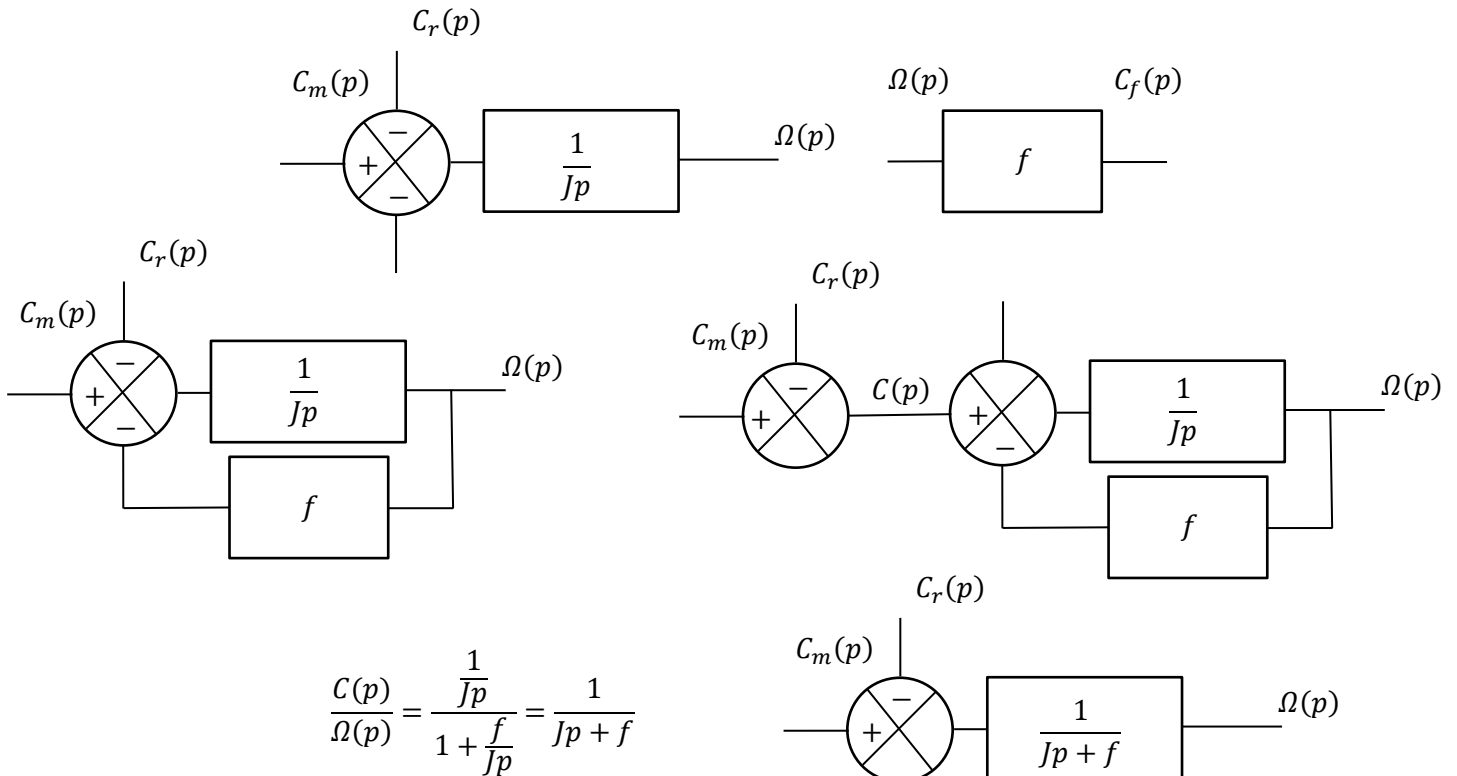 C_r(p)
C_m(p)
−
+
−
1/Jp
Ω(p)
Ω(p)
f
C_f(p)
C_r(p)
C_m(p)
−
+
−
1/Jp
Ω(p)
f
C_r(p)
C_m(p)
−
+
C(p)
+
−
1/Jp
Ω(p)
f
C(p)/Ω(p) = (1/Jp)/(1 + f/Jp) = 1/(Jp + f)
C_r(p)
C_m(p)
−
+
1/(Jp + f)
Ω(p)